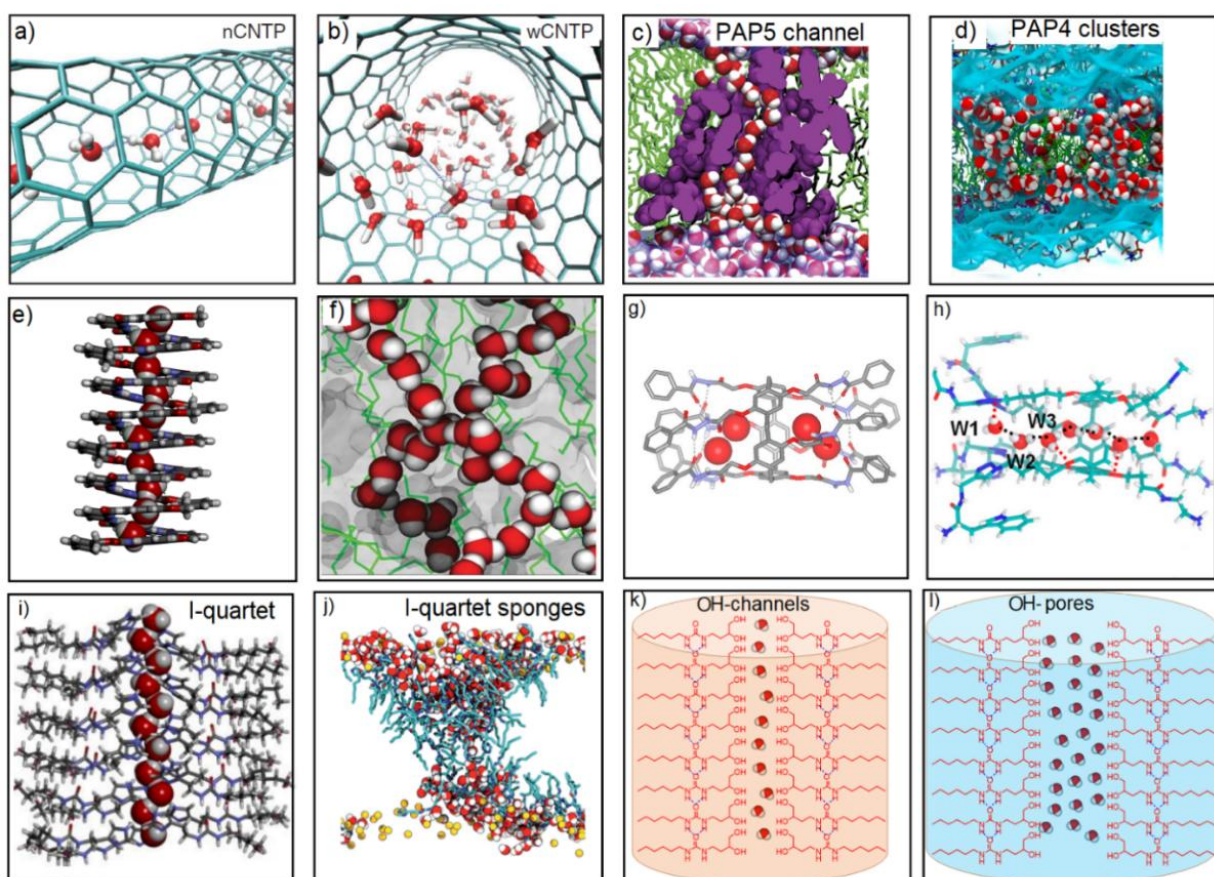 a) nCNTP
b) wCNTP
c) PAP5 channel
d) PAP4 clusters
e)
f)
g)
h)
W3
W1
W2
i) I-quartet
j) I-quartet sponges
k) OH-channels
l) OH- pores